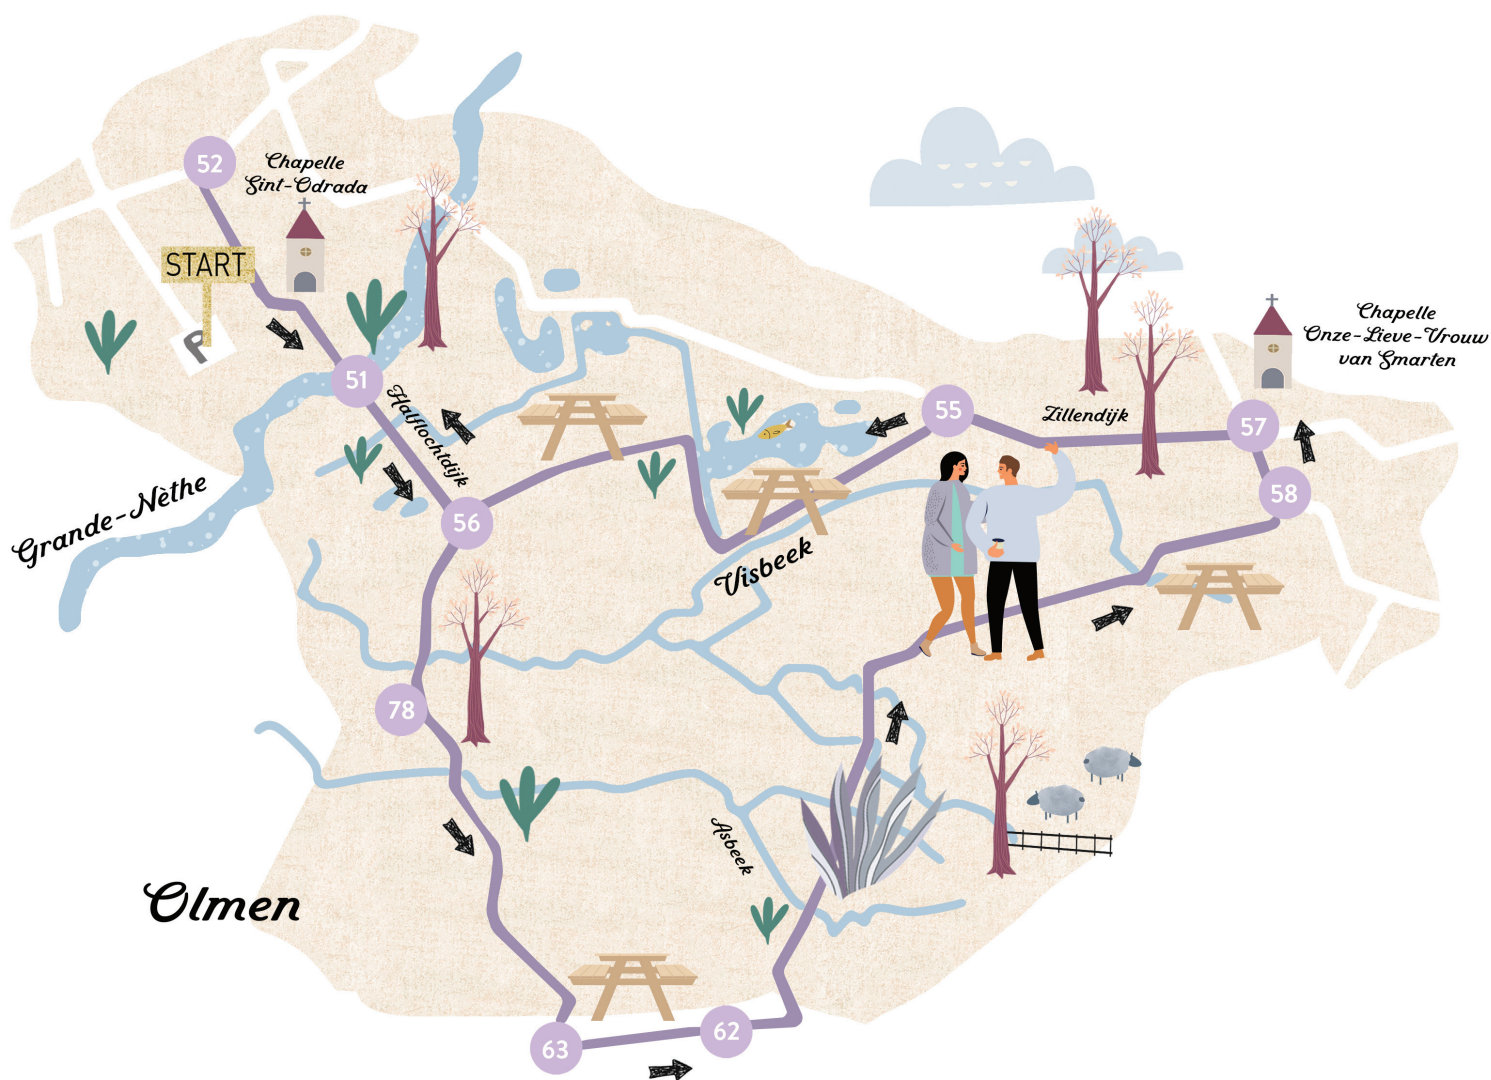 52
Chapelle
Sint-Odrada
START
P
51
Halflochtdijk
Grande-Nèthe
56
55
Zillendijk
57
Chapelle
Onze-Lieve-Vrouw
van Smarten
58
Visbeek
78
Asbeek
Olmen
63
62